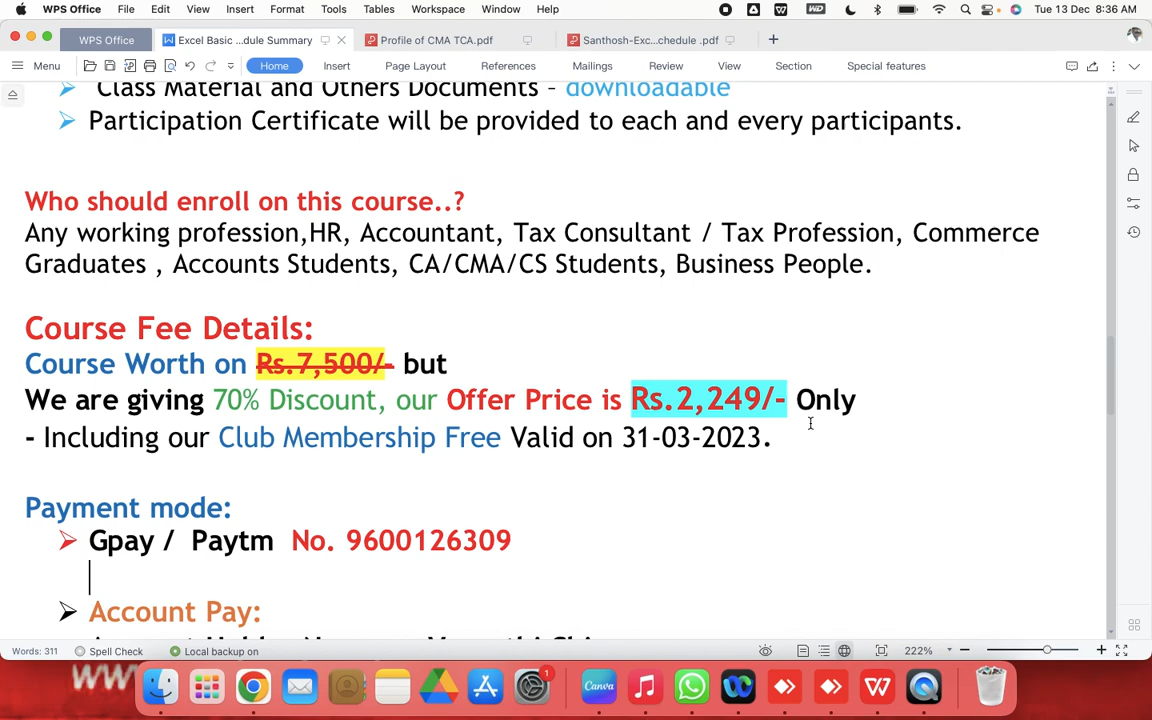 WPS Office File Edit View Insert Format Tools Tables Workspace Window Help Tue 13 Dec 8:36 AM
WPS Office Excel Basic ...dule Summary Profile of CMA TCA.pdf Santhosh-Exc...chedule .pdf
Menu Home Insert Page Layout References Mailings Review View Section Special features
Class Material and Others Documents – downloadable
Participation Certificate will be provided to each and every participants.
Who should enroll on this course..?
Any working profession,HR, Accountant, Tax Consultant / Tax Profession, Commerce
Graduates , Accounts Students, CA/CMA/CS Students, Business People.
Course Fee Details:
Course Worth on Rs.7,500/- but
We are giving 70% Discount, our Offer Price is Rs.2,249/- Only
- Including our Club Membership Free Valid on 31-03-2023.
Payment mode:
Gpay / Paytm No. 9600126309
Account Pay:
Words: 311 Spell Check Local backup on 222%
Canva
1